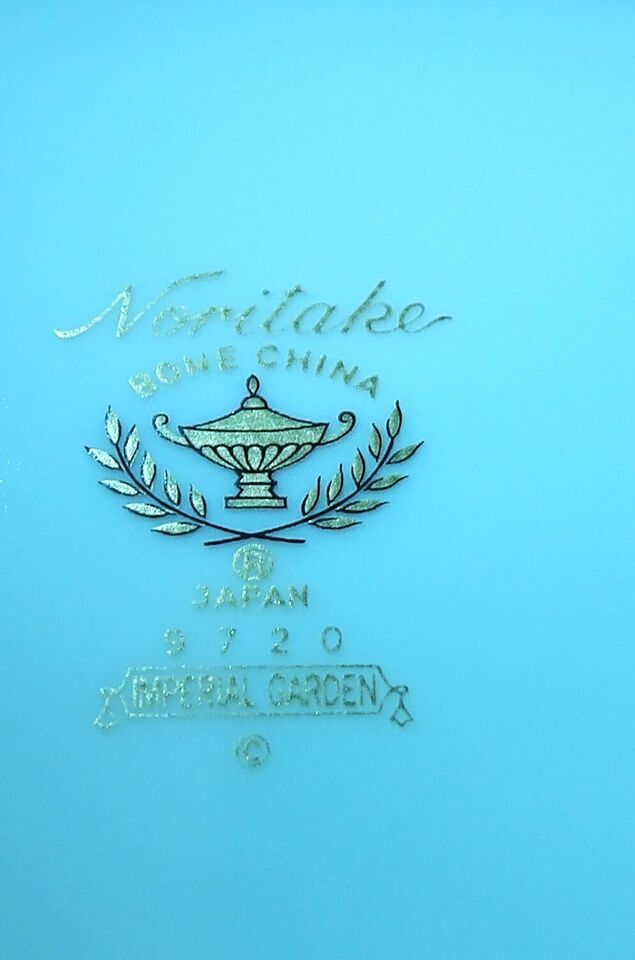 Noritake
BONE CHINA
®
JAPAN
9720
IMPERIAL GARDEN
©